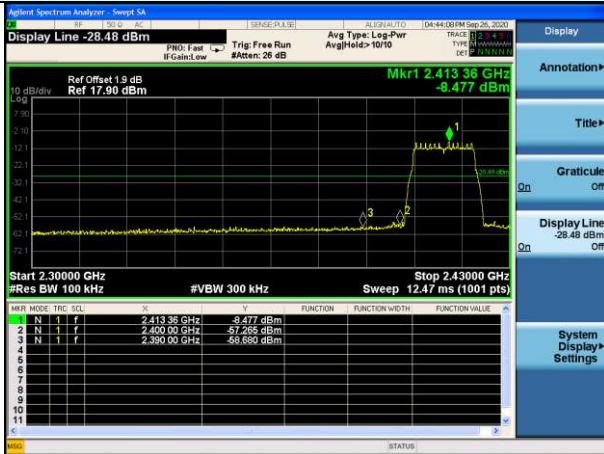 Agilent Spectrum Analyzer - Swept SA
RF 50 Ω AC SENSE:PULSE ALIGNAUTO 04:44:08 PM Sep 26, 2020
Display Line -28.48 dBm
PNO: Fast
IFGain:Low
Trig: Free Run
#Atten: 26 dB
Avg Type: Log-Pwr
Avg|Hold:>10/10
TRACE 1 2 3 4 5 6
TYPE M
DET P N N N N N
Display
Annotation▶
Title▶
Graticule
On Off
Display Line
-28.48 dBm
On Off
System
Display▶
Settings
Ref Offset 1.9 dB
Ref 17.90 dBm
Mkr1 2.413 36 GHz
-8.477 dBm
10 dB/div
Log
7.90
-2.10
-12.1
-22.1
-32.1
-42.1
-52.1
-62.1
-72.1
1
-28.48 dBm
3
2
Start 2.30000 GHz
#Res BW 100 kHz
#VBW 300 kHz
Stop 2.43000 GHz
Sweep 12.47 ms (1001 pts)
MKR MODE TRC SCL X Y FUNCTION FUNCTION WIDTH FUNCTION VALUE
1 N 1 f 2.413 36 GHz -8.477 dBm
2 N 1 f 2.400 00 GHz -57.265 dBm
3 N 1 f 2.390 00 GHz -58.680 dBm
4
5
6
7
8
9
10
11
MSG
STATUS